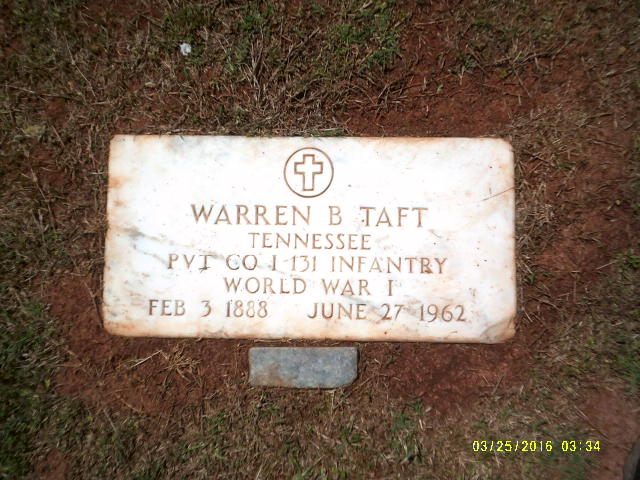 WARREN B TAFT
TENNESSEE
PVT CO I 131 INFANTRY
WORLD WAR I
FEB 3 1888 JUNE 27 1962
03/25/2016 03:34